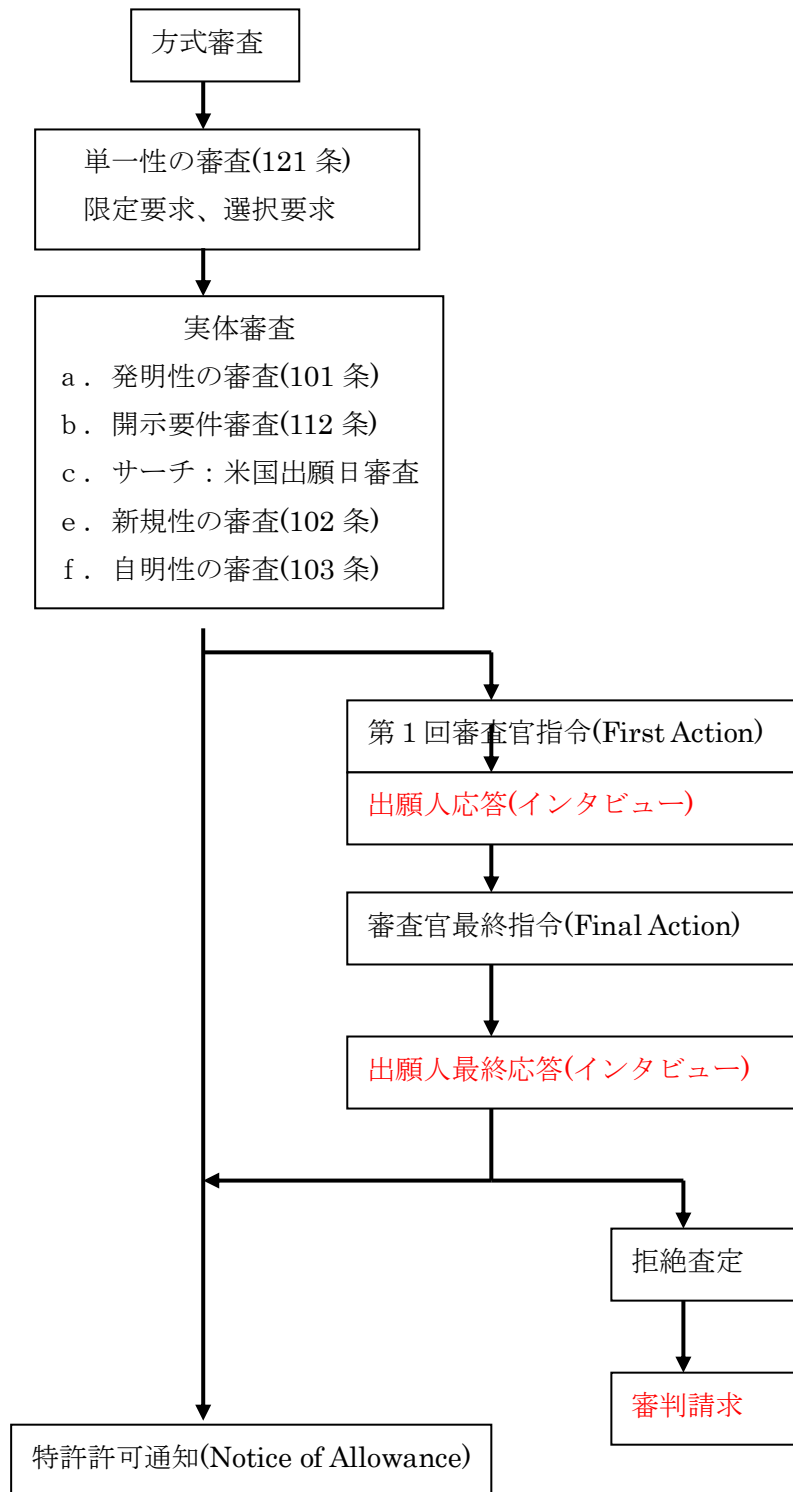 方式審査
単一性の審査(121 条)
限定要求、選択要求
実体審査
ａ．発明性の審査(101 条)
ｂ．開示要件審査(112 条)
ｃ．サーチ：米国出願日審査
ｅ．新規性の審査(102 条)
ｆ．自明性の審査(103 条)
第１回審査官指令(First Action)
出願人応答(インタビュー)
審査官最終指令(Final Action)
出願人最終応答(インタビュー)
拒絶査定
審判請求
特許許可通知(Notice of Allowance)